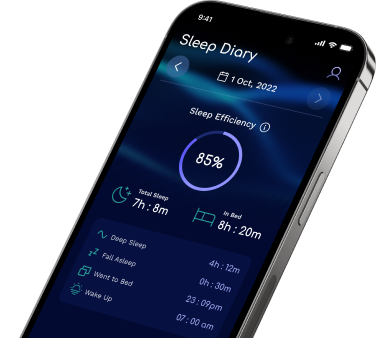 9:41
Sleep Diary
1 Oct, 2022
Sleep Efficiency
85%
Total Sleep
7h : 8m
In Bed
8h : 20m
Deep Sleep 4h : 12m
Fall Asleep 0h : 30m
Went to Bed 23 : 09pm
Wake Up 07 : 00 am